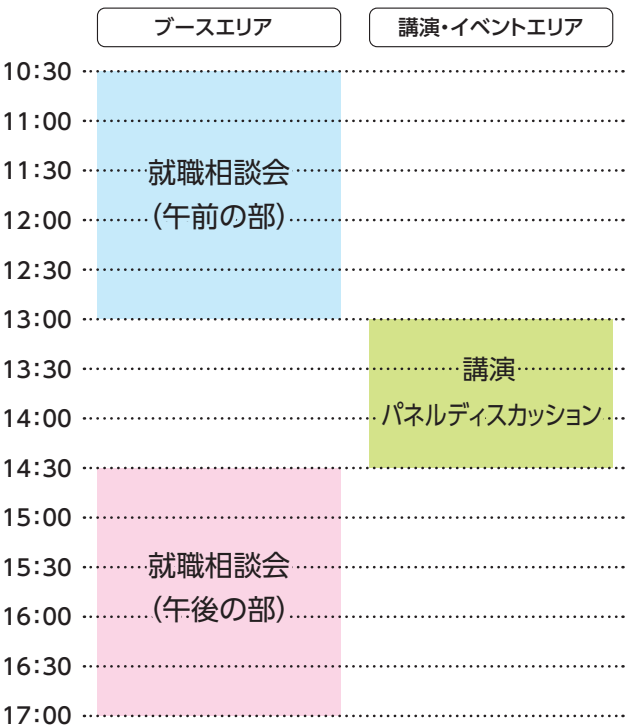 ブースエリア
講演・イベントエリア
10:30
11:00
11:30
就職相談会
12:00
(午前の部)
12:30
13:00
13:30
講演
14:00
パネルディスカッション
14:30
15:00
15:30
就職相談会
16:00
(午後の部)
16:30
17:00